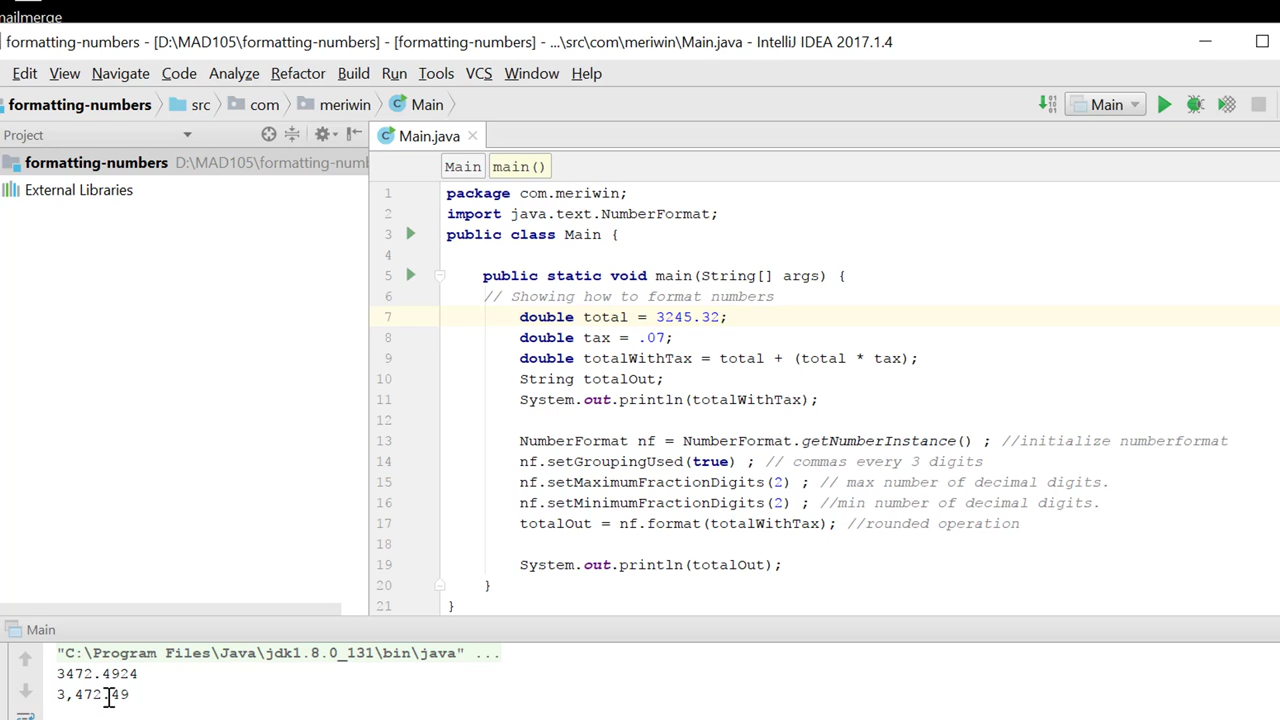 mailmerge
formatting-numbers - [D:\MAD105\formatting-numbers] - [formatting-numbers] - ...\src\com\meriwin\Main.java - IntelliJ IDEA 2017.1.4
Edit View Navigate Code Analyze Refactor Build Run Tools VCS Window Help
formatting-numbers src com meriwin Main Main
Project Main.java
formatting-numbers D:\MAD105\formatting-numb
External Libraries
Main main()
1 package com.meriwin;
2 import java.text.NumberFormat;
3 public class Main {
4
5 public static void main(String[] args) {
6 // Showing how to format numbers
7 double total = 3245.32;
8 double tax = .07;
9 double totalWithTax = total + (total * tax);
10 String totalOut;
11 System.out.println(totalWithTax);
12
13 NumberFormat nf = NumberFormat.getNumberInstance() ; //initialize numberformat
14 nf.setGroupingUsed(true) ; // commas every 3 digits
15 nf.setMaximumFractionDigits(2) ; // max number of decimal digits.
16 nf.setMinimumFractionDigits(2) ; //min number of decimal digits.
17 totalOut = nf.format(totalWithTax); //rounded operation
18
19 System.out.println(totalOut);
20 }
21 }
Main
"C:\Program Files\Java\jdk1.8.0_131\bin\java" ...
3472.4924
3,472.49